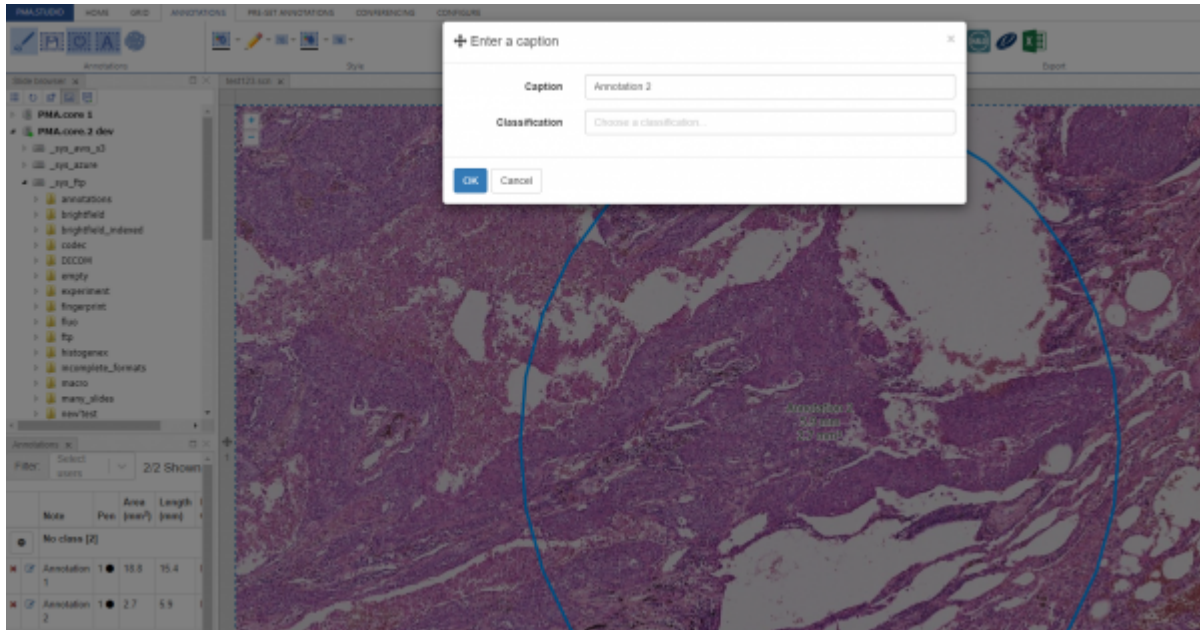 PMA.STUDIO HOME GRID ANNOTATIONS PRE-SET ANNOTATIONS CONFERENCING CONFIGURE
Enter a caption
×
Caption Annotation 2
Classification Choose a classification...
OK Cancel
Annotations Style Export
Slide browser ×
PMA.core 1
PMA.core.2 dev
_sys_aws_s3
_sys_azure
_sys_ftp
annotations
brightfield
brightfield_indexed
codec
DICOM
empty
experiment
fingerprint
fluo
ftp
histogenex
incomplete_formats
macro
many_slides
Annotations ×
Filter: Select users 2/2 Shown
Note Pen Area (mm²) Length (mm)
No class [2]
Annotation 1 1 18.8 15.4
Annotation 2 1 2.7 5.9